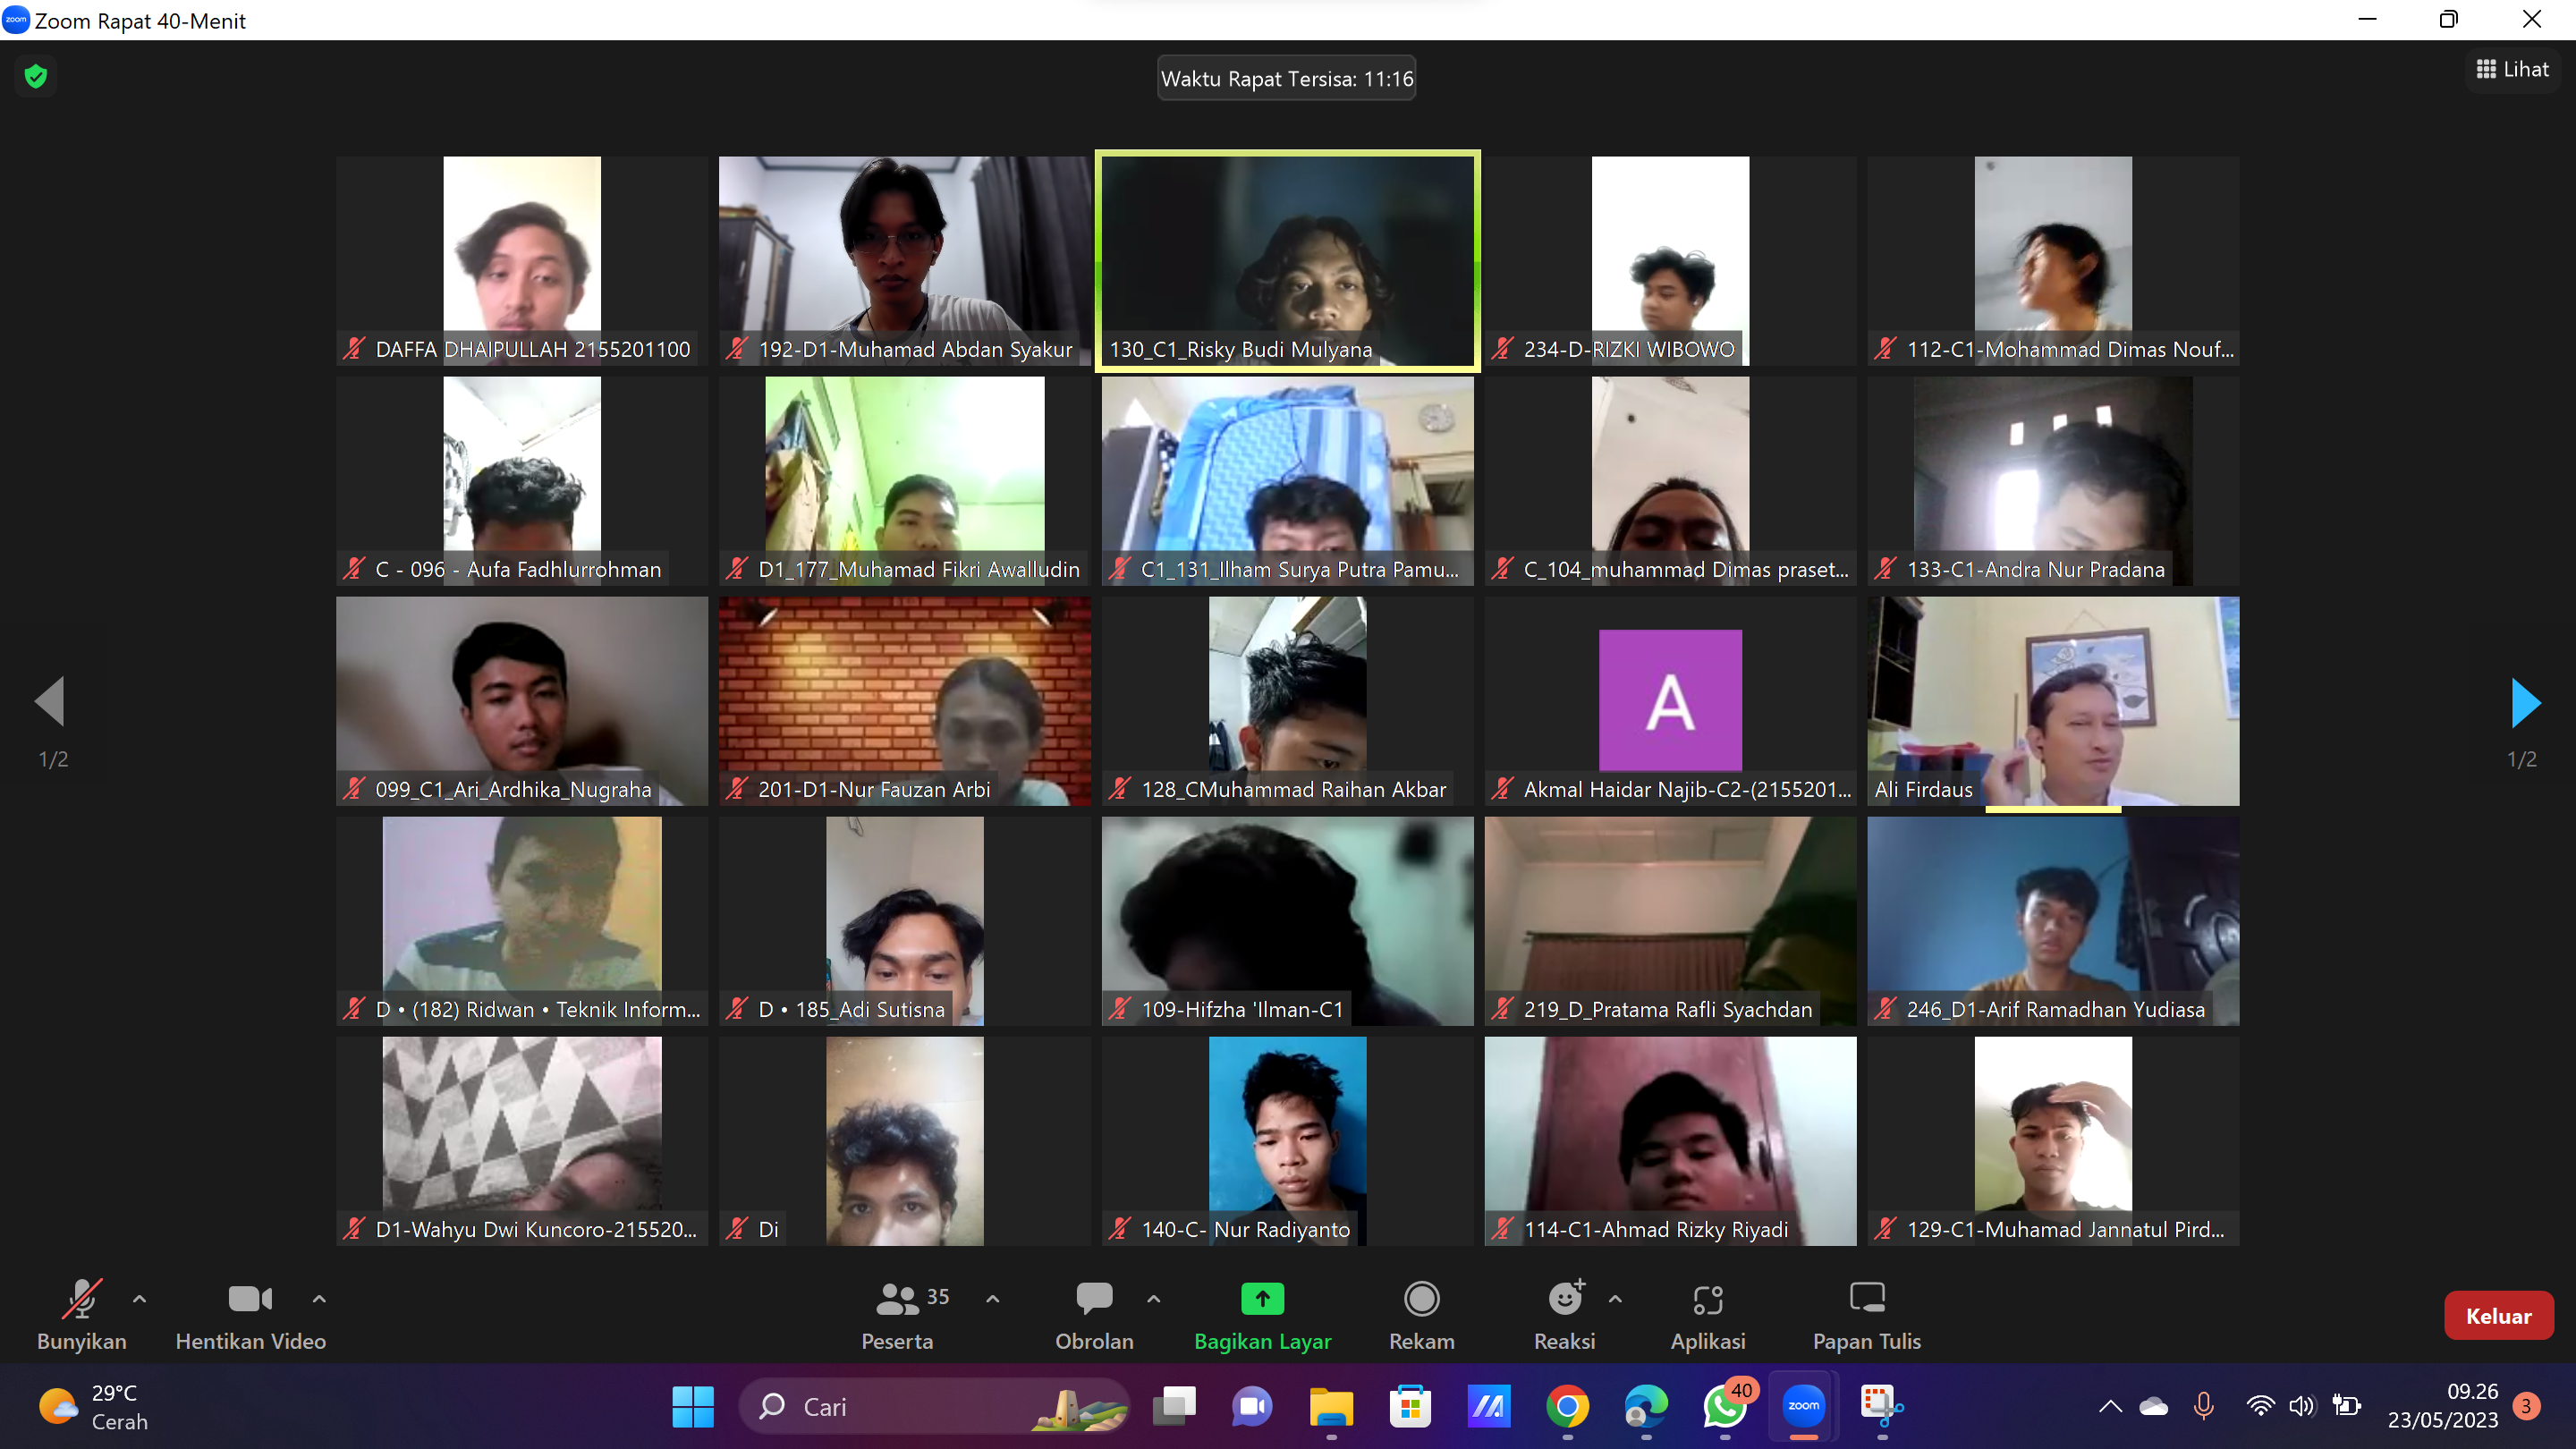 zoom Zoom Rapat 40-Menit
Waktu Rapat Tersisa: 11:16
Lihat
DAFFA DHAIPULLAH 2155201100
192-D1-Muhamad Abdan Syakur
130_C1_Risky Budi Mulyana
234-D-RIZKI WIBOWO
112-C1-Mohammad Dimas Nouf...
C - 096 - Aufa Fadhlurrohman
D1_177_Muhamad Fikri Awalludin
C1_131_Ilham Surya Putra Pamu...
C_104_muhammad Dimas praset...
133-C1-Andra Nur Pradana
099_C1_Ari_Ardhika_Nugraha
201-D1-Nur Fauzan Arbi
128_CMuhammad Raihan Akbar
A
Akmal Haidar Najib-C2-(2155201...
Ali Firdaus
1/2
1/2
D • (182) Ridwan • Teknik Inform...
D • 185_Adi Sutisna
109-Hifzha 'Ilman-C1
219_D_Pratama Rafli Syachdan
246_D1-Arif Ramadhan Yudiasa
D1-Wahyu Dwi Kuncoro-215520...
Di
140-C- Nur Radiyanto
114-C1-Ahmad Rizky Riyadi
129-C1-Muhamad Jannatul Pird...
Bunyikan
Hentikan Video
35
Peserta
Obrolan
Bagikan Layar
Rekam
Reaksi
Aplikasi
Papan Tulis
Keluar
29°C
Cerah
Cari
40
zoom
09.26
23/05/2023
3